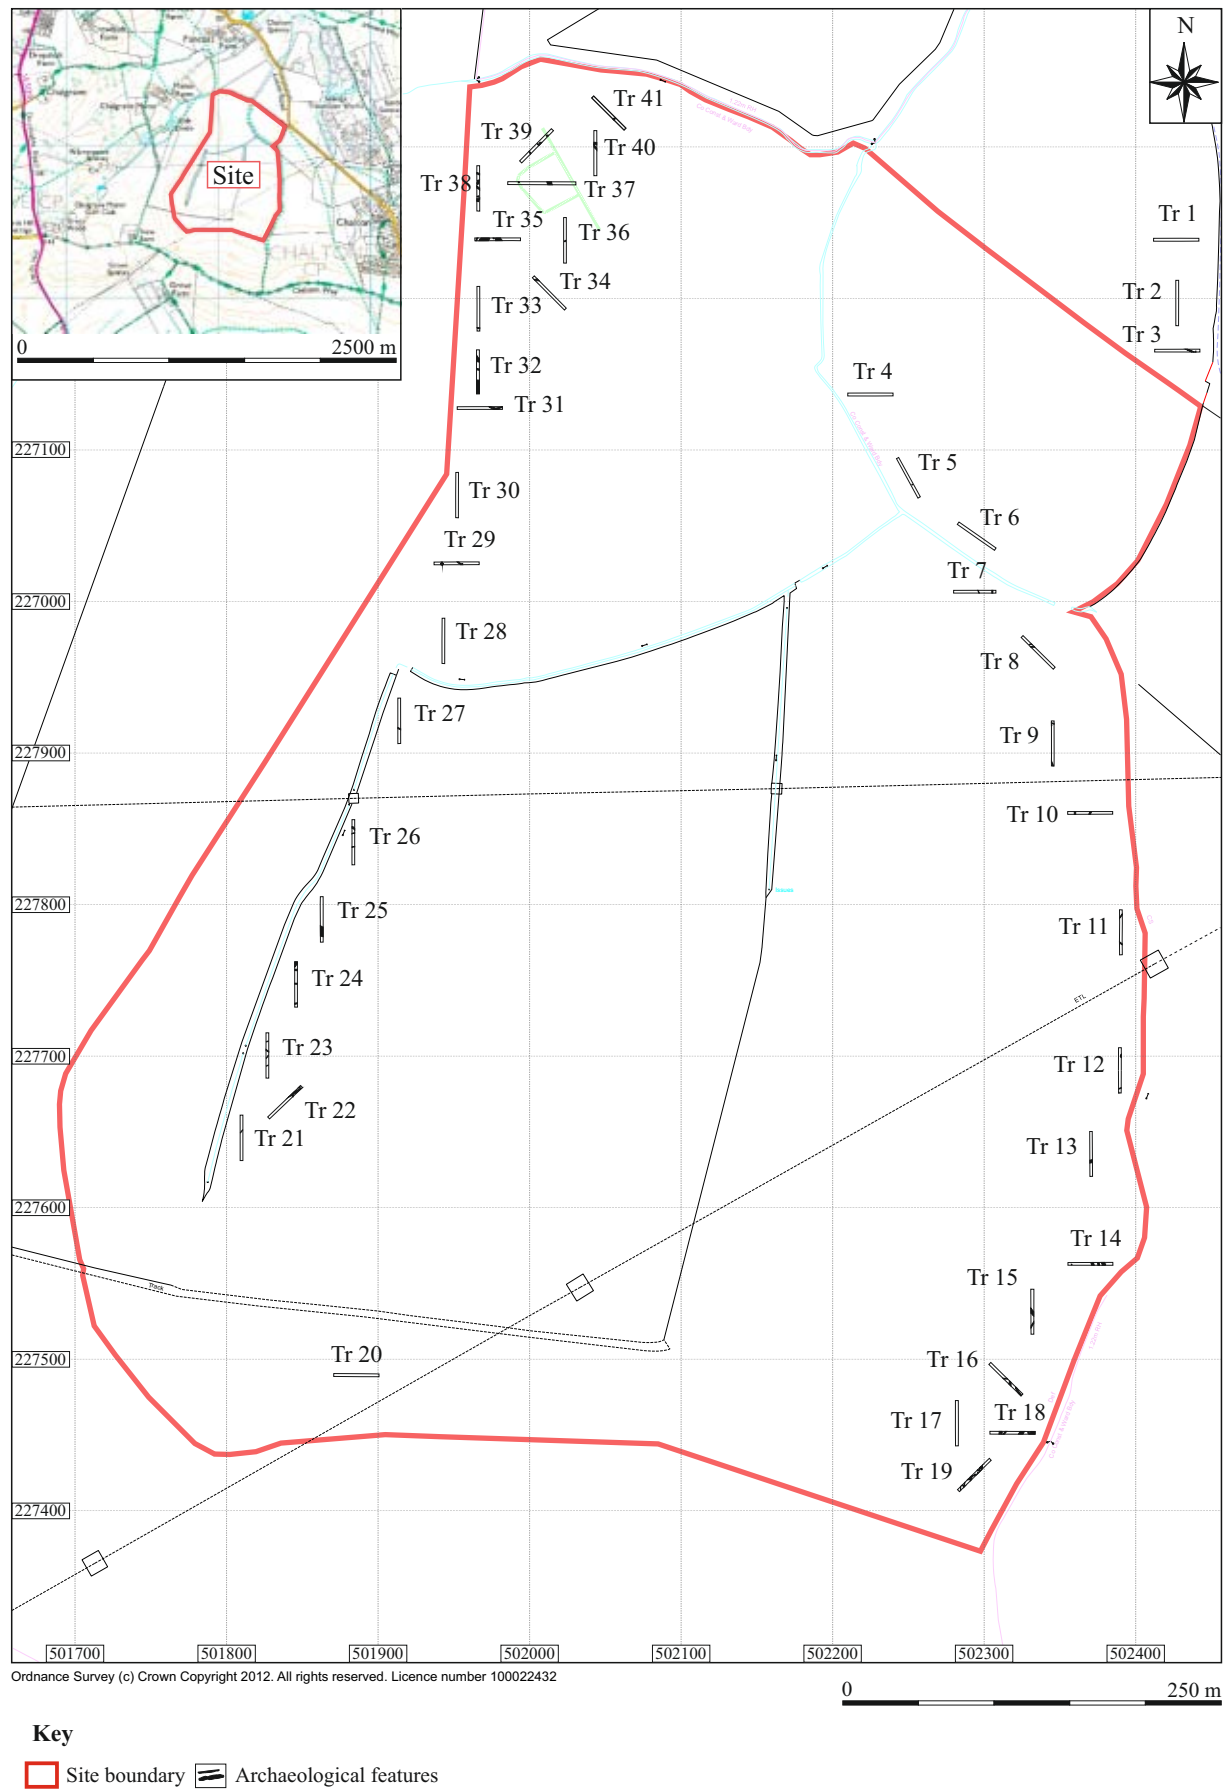 N
Site
CHALTON
CP
0 2500 m
Tr 41
Tr 39
Tr 40
Tr 38
Tr 37
Tr 35
Tr 36
Tr 34
Tr 33
Tr 32
Tr 31
Tr 1
Tr 2
Tr 3
Tr 4
Tr 5
227100
Tr 30
Tr 6
Tr 29
Tr 7
227000
Tr 28
Tr 8
Tr 27
Tr 9
227900
Tr 10
Tr 26
227800
Tr 25
Tr 11
Tr 24
ETL
227700
Tr 23
Tr 12
Tr 22
Tr 21
Tr 13
227600
Tr 14
Track
Tr 15
227500
Tr 20
Tr 16
Tr 17
Tr 18
Tr 19
227400
501700 501800 501900 502000 502100 502200 502300 502400
Ordnance Survey (c) Crown Copyright 2012. All rights reserved. Licence number 100022432
0 250 m
Key
Site boundary Archaeological features